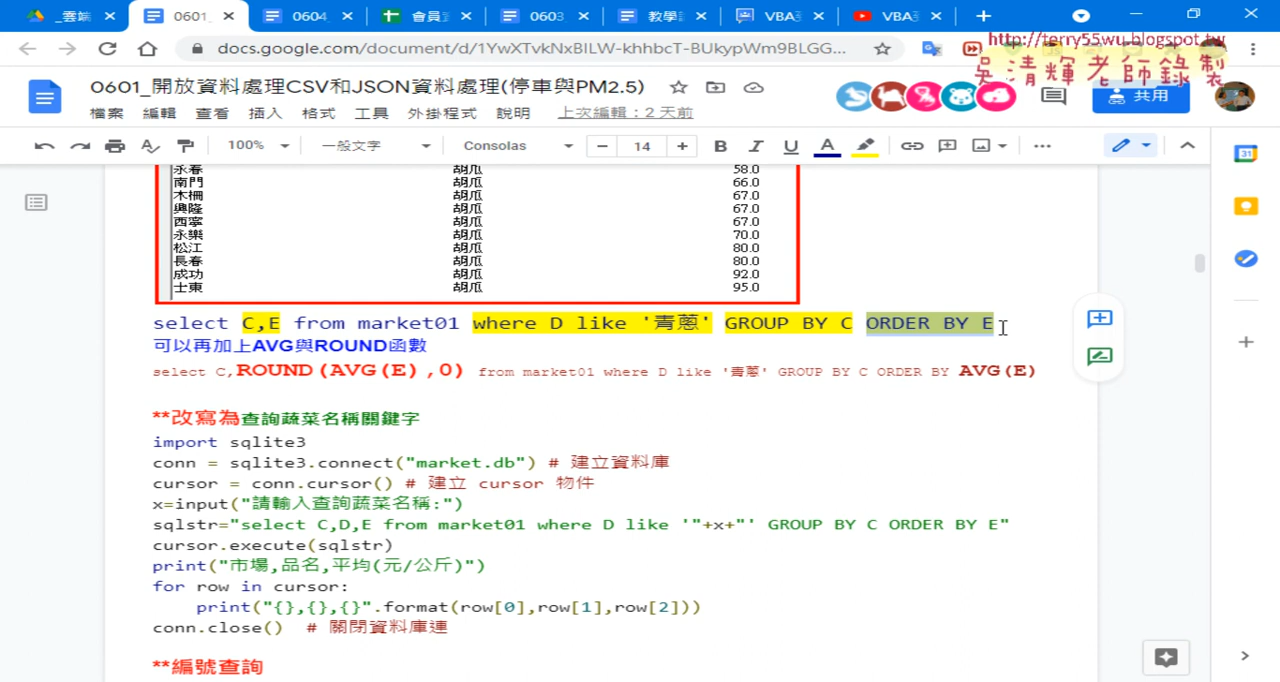 _雲端
0601_
0604_
會員
0603
教學
VBA
VBA
docs.google.com/document/d/1YwXTvkNxBILW-khhbcT-BUkypWm9BLGG...
http://terry55wu.blogspot.tw
吳清輝老師錄製
0601_開放資料處理CSV和JSON資料處理(停車與PM2.5)
共用
檔案 編輯 查看 插入 格式 工具 外掛程式 說明 上次編輯：2 天前
100% 一般文字 Consolas 14 B I U A
31
永春 胡瓜 58.0
南門 胡瓜 66.0
木柵 胡瓜 67.0
興隆 胡瓜 67.0
西寧 胡瓜 67.0
永樂 胡瓜 70.0
松江 胡瓜 80.0
長春 胡瓜 80.0
成功 胡瓜 92.0
士東 胡瓜 95.0
select C,E from market01 where D like '青蔥' GROUP BY C ORDER BY E
可以再加上AVG與ROUND函數
select C,ROUND(AVG(E),0) from market01 where D like '青蔥' GROUP BY C ORDER BY AVG(E)
**改寫為查詢蔬菜名稱關鍵字
import sqlite3
conn = sqlite3.connect("market.db") # 建立資料庫
cursor = conn.cursor() # 建立 cursor 物件
x=input("請輸入查詢蔬菜名稱:")
sqlstr="select C,D,E from market01 where D like '"+x+"' GROUP BY C ORDER BY E"
cursor.execute(sqlstr)
print("市場,品名,平均(元/公斤)")
for row in cursor:
    print("{},{},{}".format(row[0],row[1],row[2]))
conn.close()  # 關閉資料庫連
**編號查詢